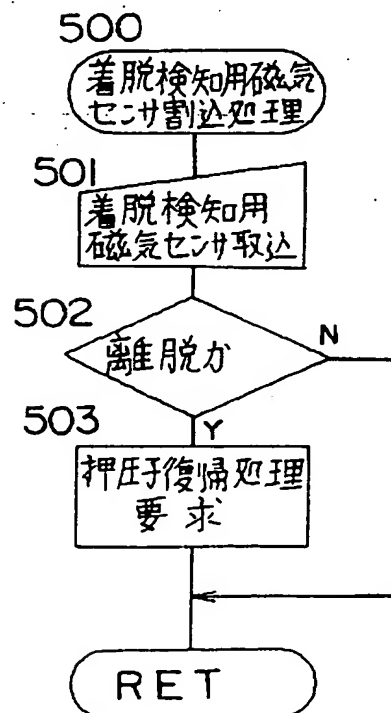 500
着脱検知用磁気
センサ割込処理
501
着脱検知用
磁気センサ取込
502
離脱か
N
503
Y
押圧子復帰処理
要求
RET